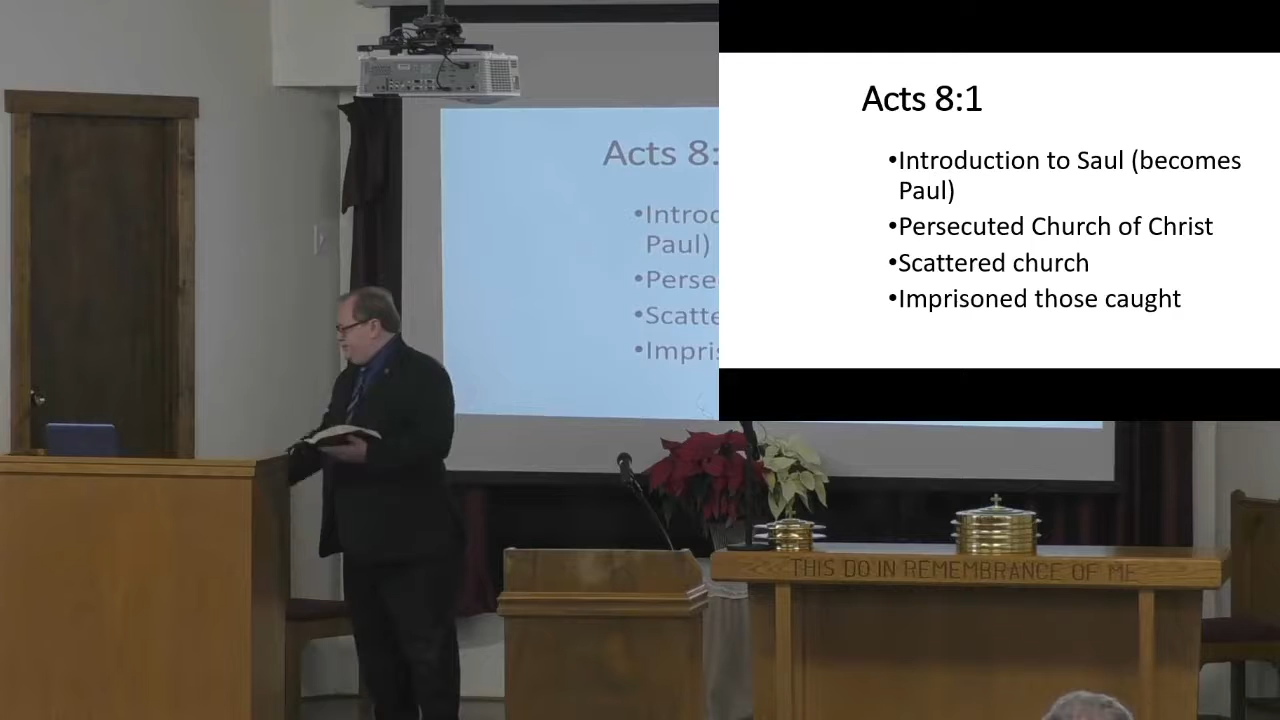 Acts 8:1
•Introduction to Saul (becomes
Paul)
•Persecuted Church of Christ
•Scattered church
•Imprisoned those caught
Acts 8:
•Introd
Paul)
•Perse
•Scatte
•Impris
THIS DO IN REMEMBRANCE OF ME